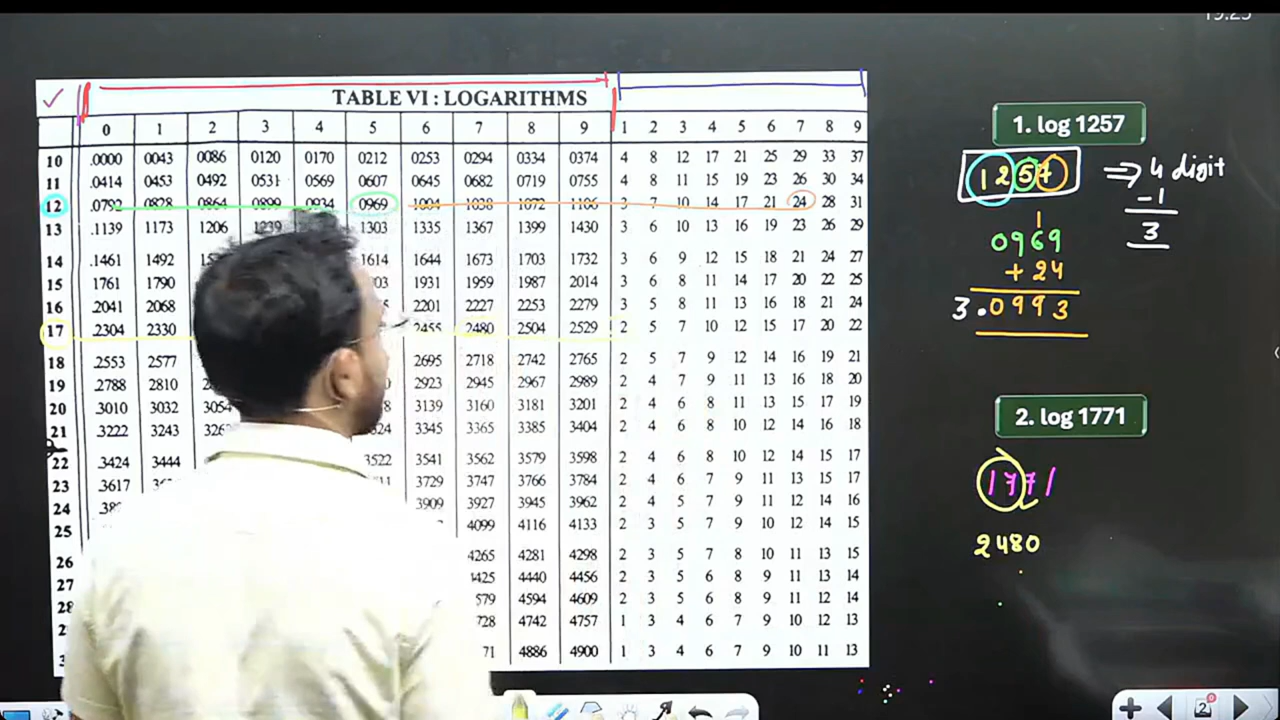 TABLE VI : LOGARITHMS
0 1 2 3 4 5 6 7 8 9 1 2 3 4 5 6 7 8 9
10 .0000 0043 0086 0120 0170 0212 0253 0294 0334 0374 4 8 12 17 21 25 29 33 37
11 .0414 0453 0492 0531 0569 0607 0645 0682 0719 0755 4 8 11 15 19 23 26 30 34
12 .0792 0828 0864 0899 0934 0969 1004 1038 1072 1106 3 7 10 14 17 21 24 28 31
13 .1139 1173 1206 1239 1303 1335 1367 1399 1430 3 6 10 13 16 19 23 26 29
14 .1461 1492 1614 1644 1673 1703 1732 3 6 9 12 15 18 21 24 27
15 1761 1790 1931 1959 1987 2014 3 6 8 11 14 17 20 22 25
16 .2041 2068 2201 2227 2253 2279 3 5 8 11 13 16 18 21 24
17 .2304 2330 2455 2480 2504 2529 2 5 7 10 12 15 17 20 22
18 .2553 2577 2695 2718 2742 2765 2 5 7 9 12 14 16 19 21
19 .2788 2810 2923 2945 2967 2989 2 4 7 9 11 13 16 18 20
20 .3010 3032 3054 3139 3160 3181 3201 2 4 6 8 11 13 15 17 19
21 .3222 3243 3345 3365 3385 3404 2 4 6 8 10 12 14 16 18
22 .3424 3444 3522 3541 3562 3579 3598 2 4 6 8 10 12 14 15 17
23 .3617 3729 3747 3766 3784 2 4 6 7 9 11 13 15 17
24 3909 3927 3945 3962 2 4 5 7 9 11 12 14 16
25 4099 4116 4133 2 3 5 7 9 10 12 14 15
26 4265 4281 4298 2 3 5 7 8 10 11 13 15
27 4440 4456 2 3 5 6 8 9 11 13 14
28 4594 4609 2 3 5 6 8 9 11 12 14
4742 4757 1 3 4 6 7 9 10 12 13
4886 4900 1 3 4 6 7 9 10 11 13
1. log 1257
1257 ⇒ 4 digit
-1
3
1
0969
+ 24
3.0993
2. log 1771
1771
2480
2